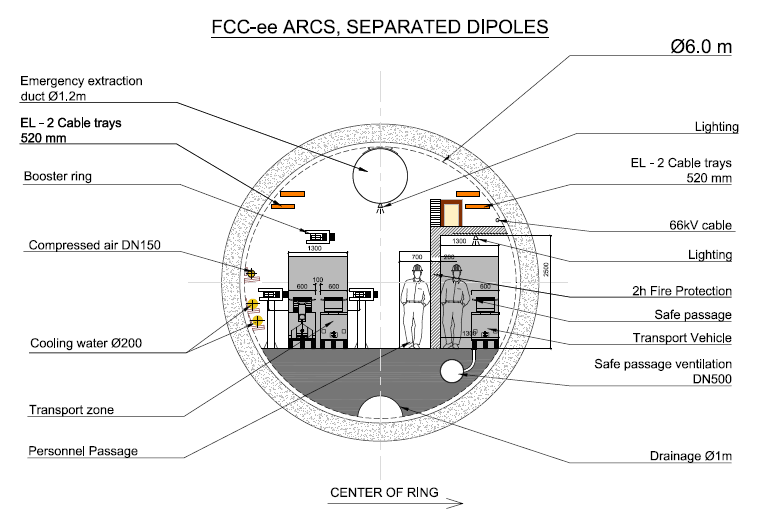 FCC-ee ARCS, SEPARATED DIPOLES
Ø6.0 m
Emergency extraction
duct Ø1.2m
EL - 2 Cable trays
520 mm
Booster ring
Compressed air DN150
Cooling water Ø200
Transport zone
Personnel Passage
Lighting
EL - 2 Cable trays
520 mm
66kV cable
Lighting
2h Fire Protection
Safe passage
Transport Vehicle
Safe passage ventilation
DN500
Drainage Ø1m
1300
100
600
600
700
200
1300
600
1300
2500
CENTER OF RING